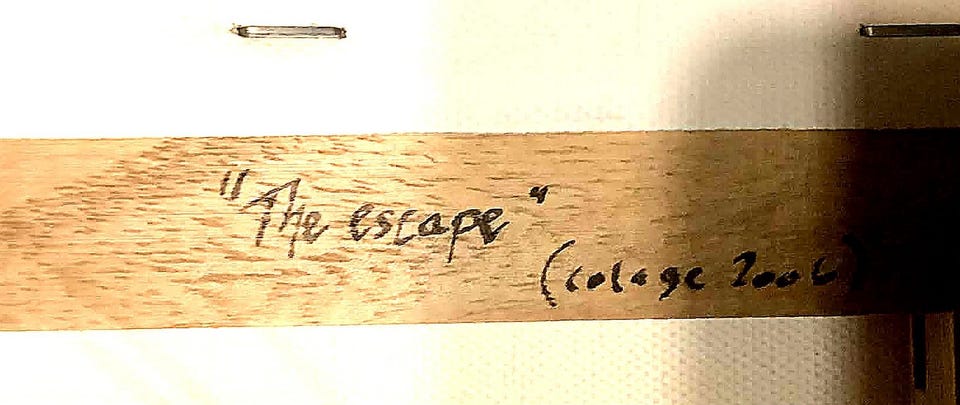 "The escape"
(colage 2006)